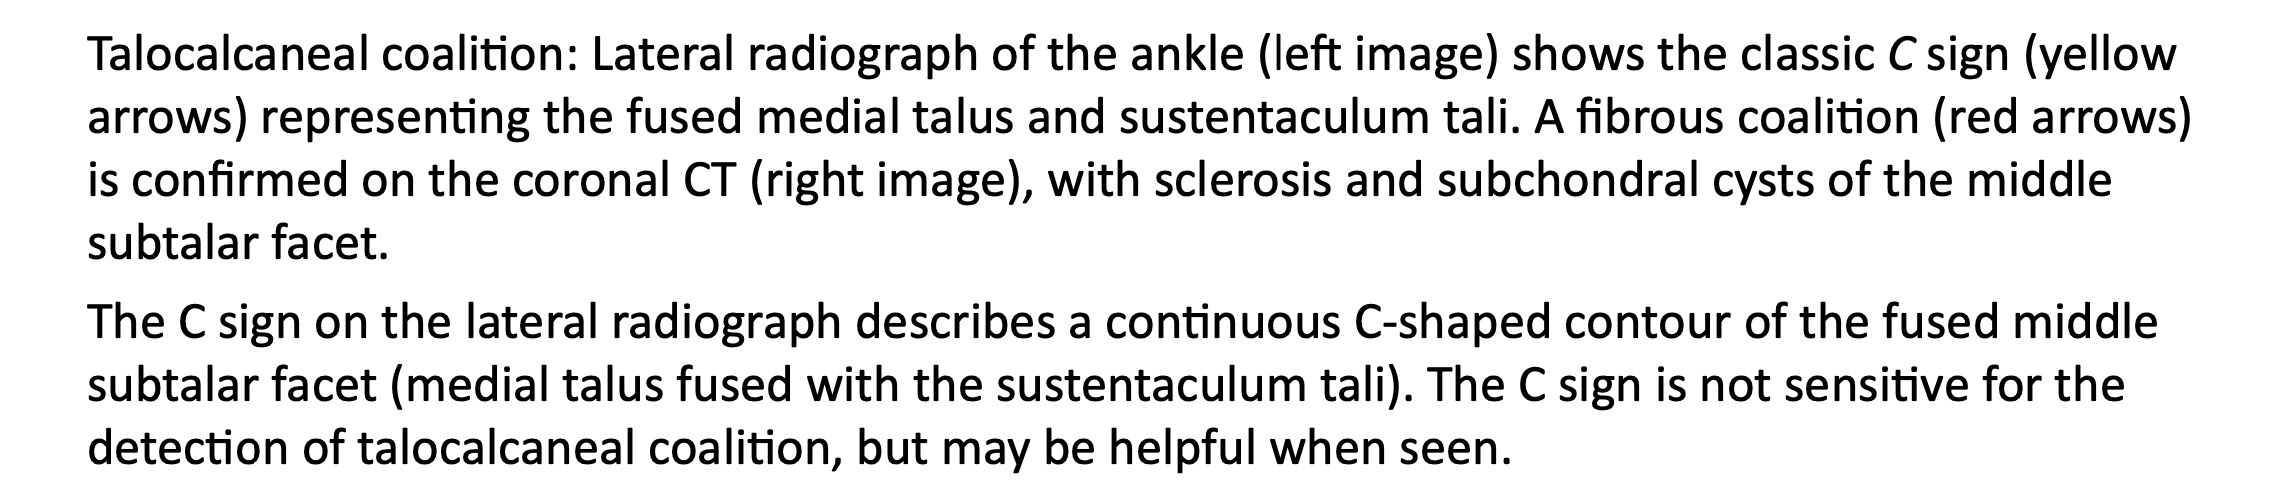 Talocalcaneal coalition: Lateral radiograph of the ankle (left image) shows the classic C sign (yellow
arrows) representing the fused medial talus and sustentaculum tali. A fibrous coalition (red arrows)
is confirmed on the coronal CT (right image), with sclerosis and subchondral cysts of the middle
subtalar facet.
The C sign on the lateral radiograph describes a continuous C-shaped contour of the fused middle
subtalar facet (medial talus fused with the sustentaculum tali). The C sign is not sensitive for the
detection of talocalcaneal coalition, but may be helpful when seen.